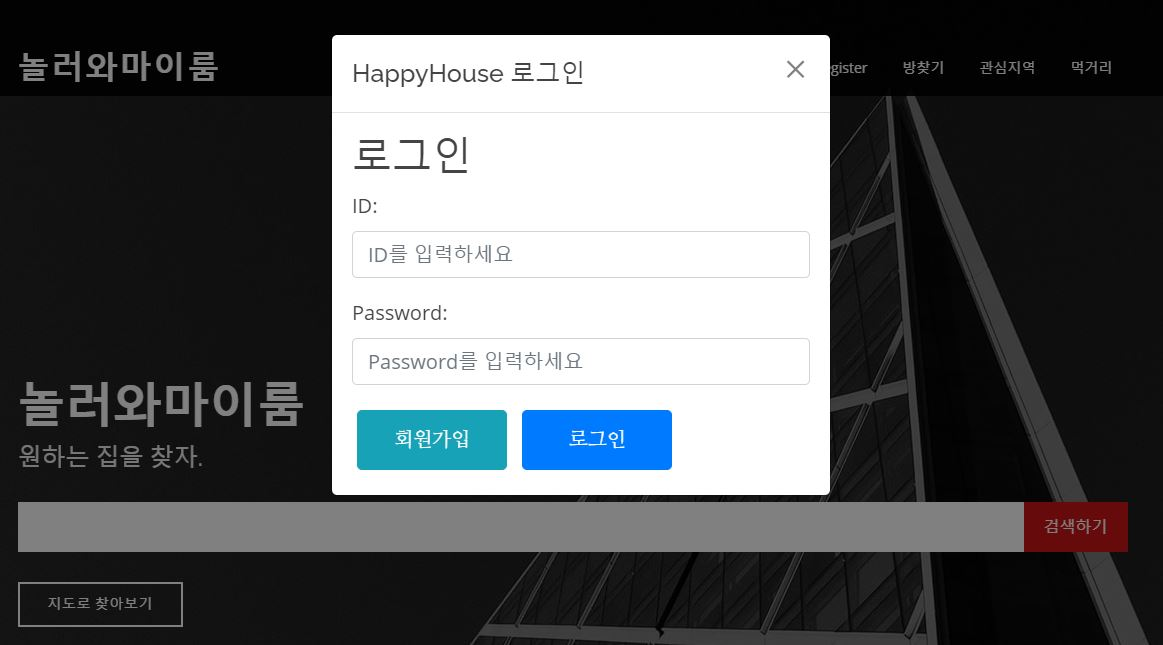 놀러와마이룸
방찾기
관심지역
먹거리
HappyHouse 로그인
로그인
ID:
ID를 입력하세요
Password:
Password를 입력하세요
회원가입
로그인
놀러와마이룸
원하는 집을 찾자.
검색하기
지도로 찾아보기